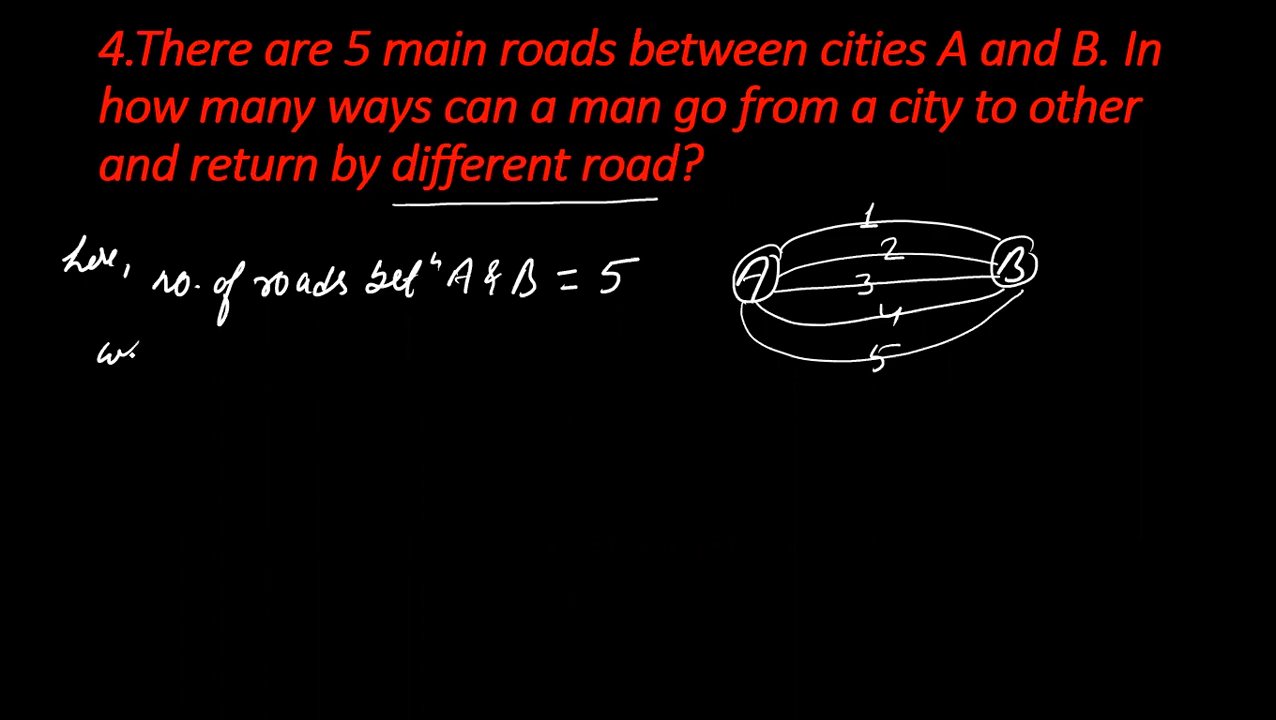 4.There are 5 main roads between cities A and B. In
how many ways can a man go from a city to other
and return by different road?
here, no. of roads betn A & B = 5
w.
A
1
2
3
4
5
B